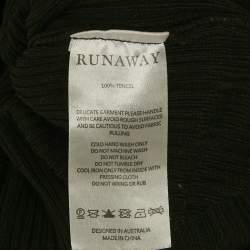 RUNAWAY
100% TENCEL
DELICATE GARMENT PLEASE HANDLE
WITH CARE AVOID ROUGH SURFACES
AND BE CAUTIOUS TO AVOID FABRIC
PULLING
COLD HAND WASH ONLY
DO NOT MACHINE WASH
DO NOT BLEACH
DO NOT TUMBLE DRY
COOL IRON ONLY FROM INSIDE WITH
PRESSING CLOTH
DO NOT WRING OR RUB
DESIGNED IN AUSTRALIA
MADE IN CHINA